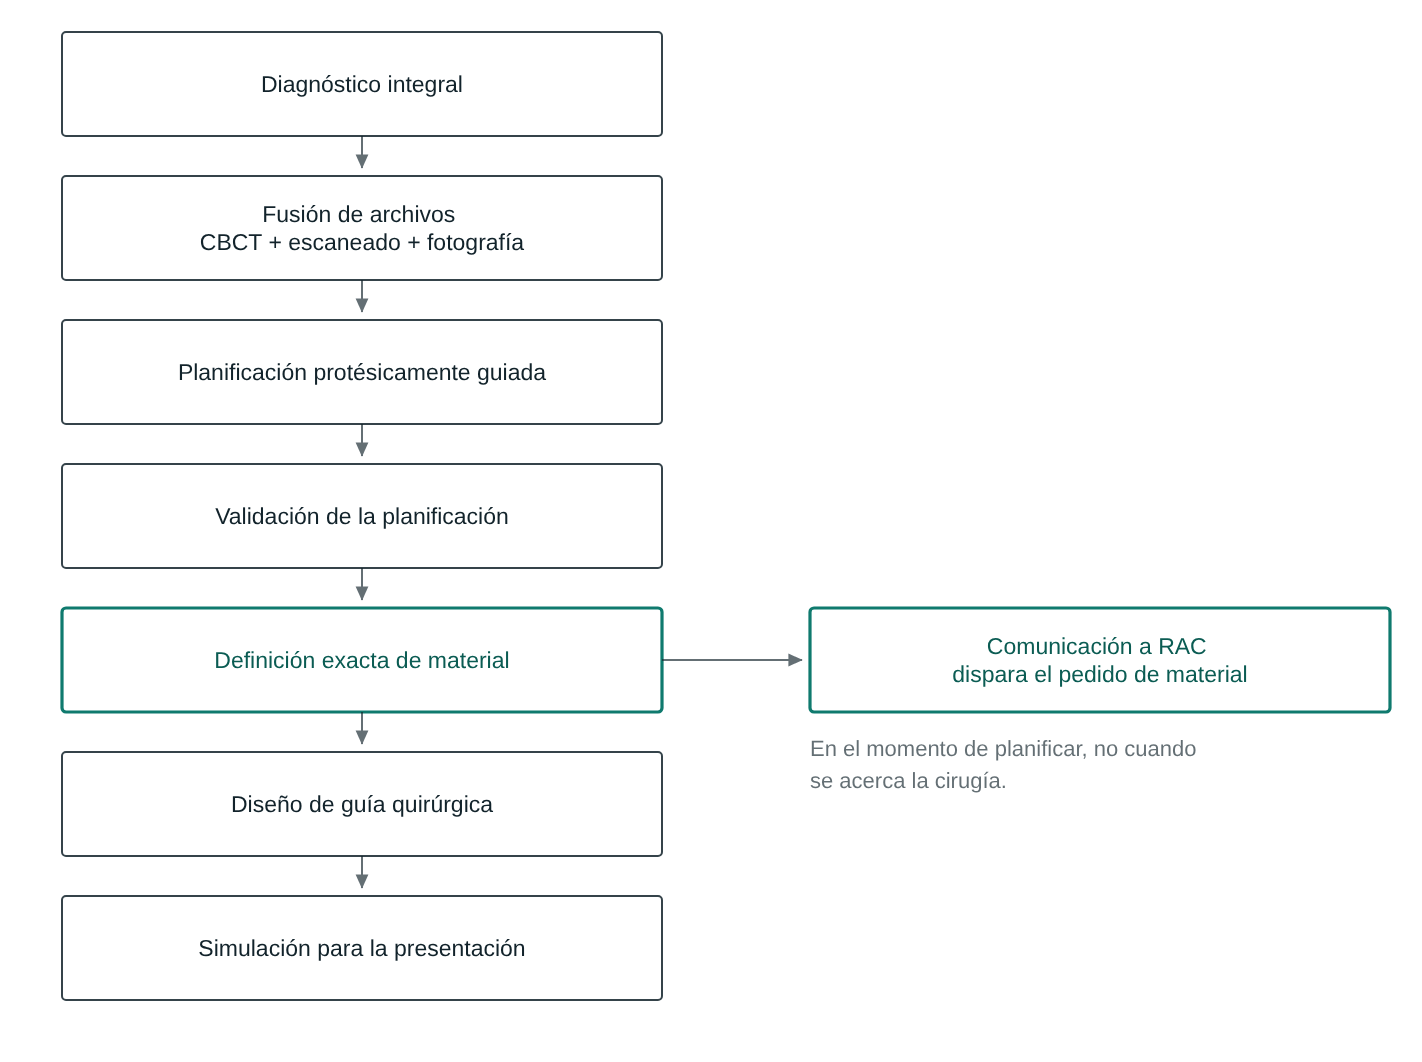 Diagnóstico integral
Fusión de archivos
CBCT + escaneado + fotografía
Planificación protésicamente guiada
Validación de la planificación
Definición exacta de material
Comunicación a RAC
dispara el pedido de material
En el momento de planificar, no cuando
se acerca la cirugía.
Diseño de guía quirúrgica
Simulación para la presentación